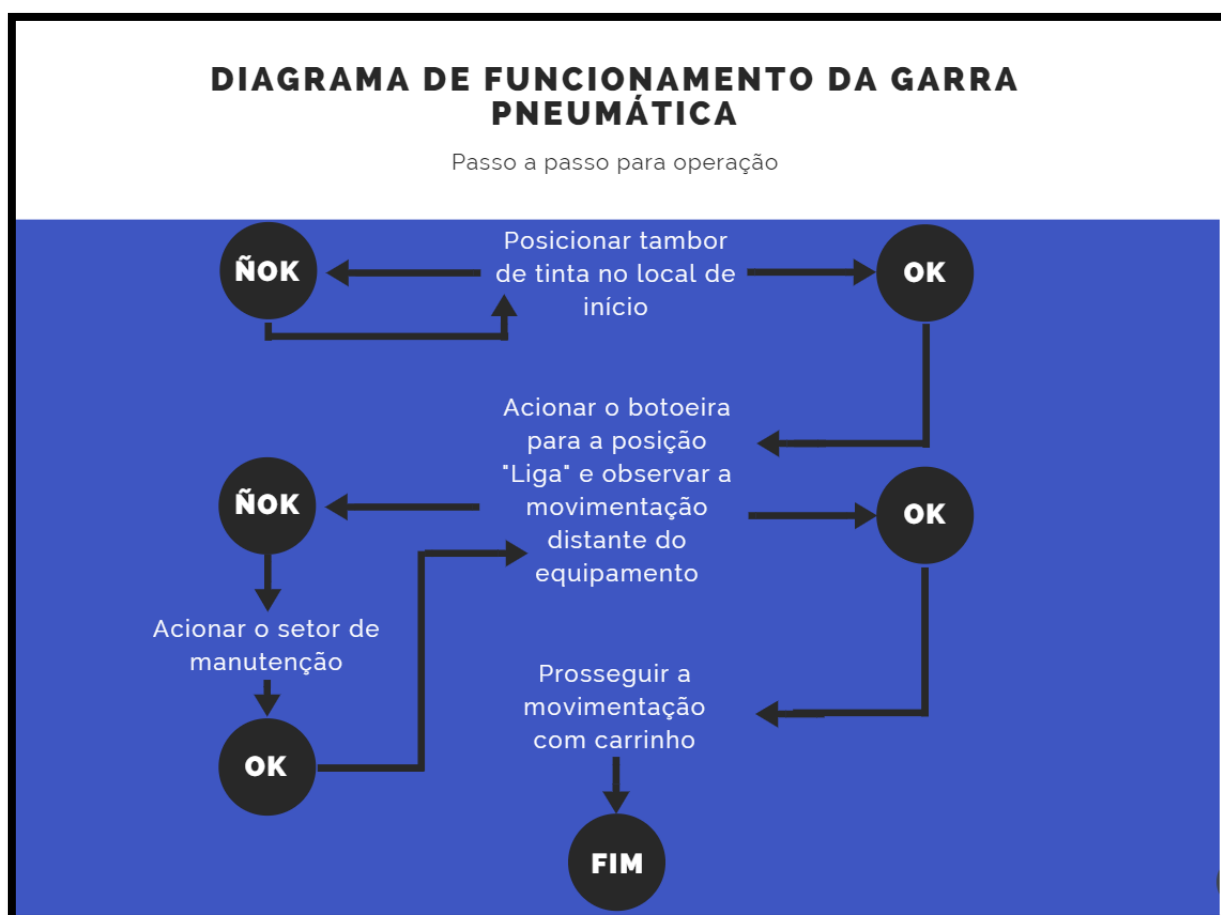 DIAGRAMA DE FUNCIONAMENTO DA GARRA
PNEUMÁTICA
Passo a passo para operação
ÑOK
Posicionar tambor
de tinta no local de
início
OK
Acionar o botoeira
para a posição
"Liga" e observar a
movimentação
distante do
equipamento
ÑOK
OK
Acionar o setor de
manutenção
OK
Prosseguir a
movimentação
com carrinho
FIM